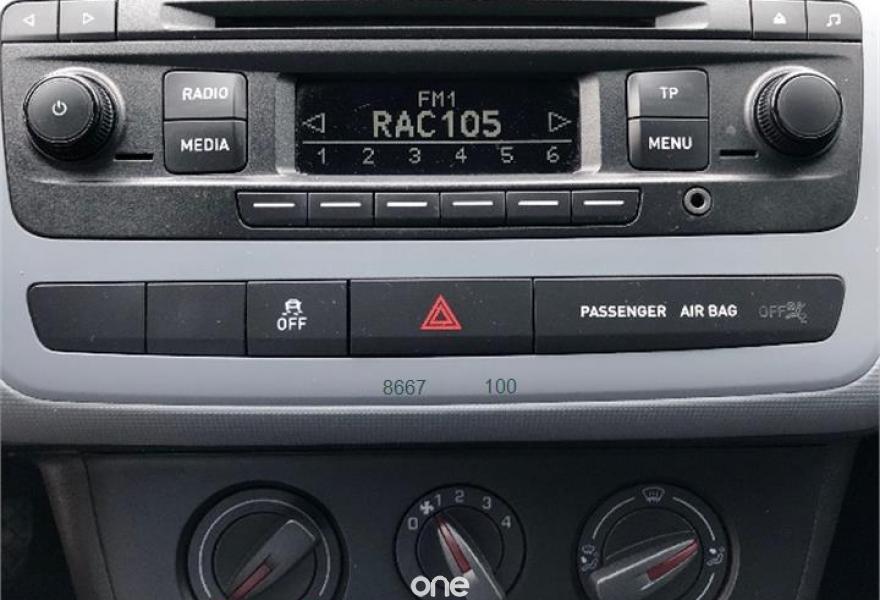 RADIO
MEDIA
FM1
RAC105
1 2 3 4 5 6
TP
MENU
OFF
PASSENGER AIR BAG OFF
8667 100
0 1 2 3 4
one